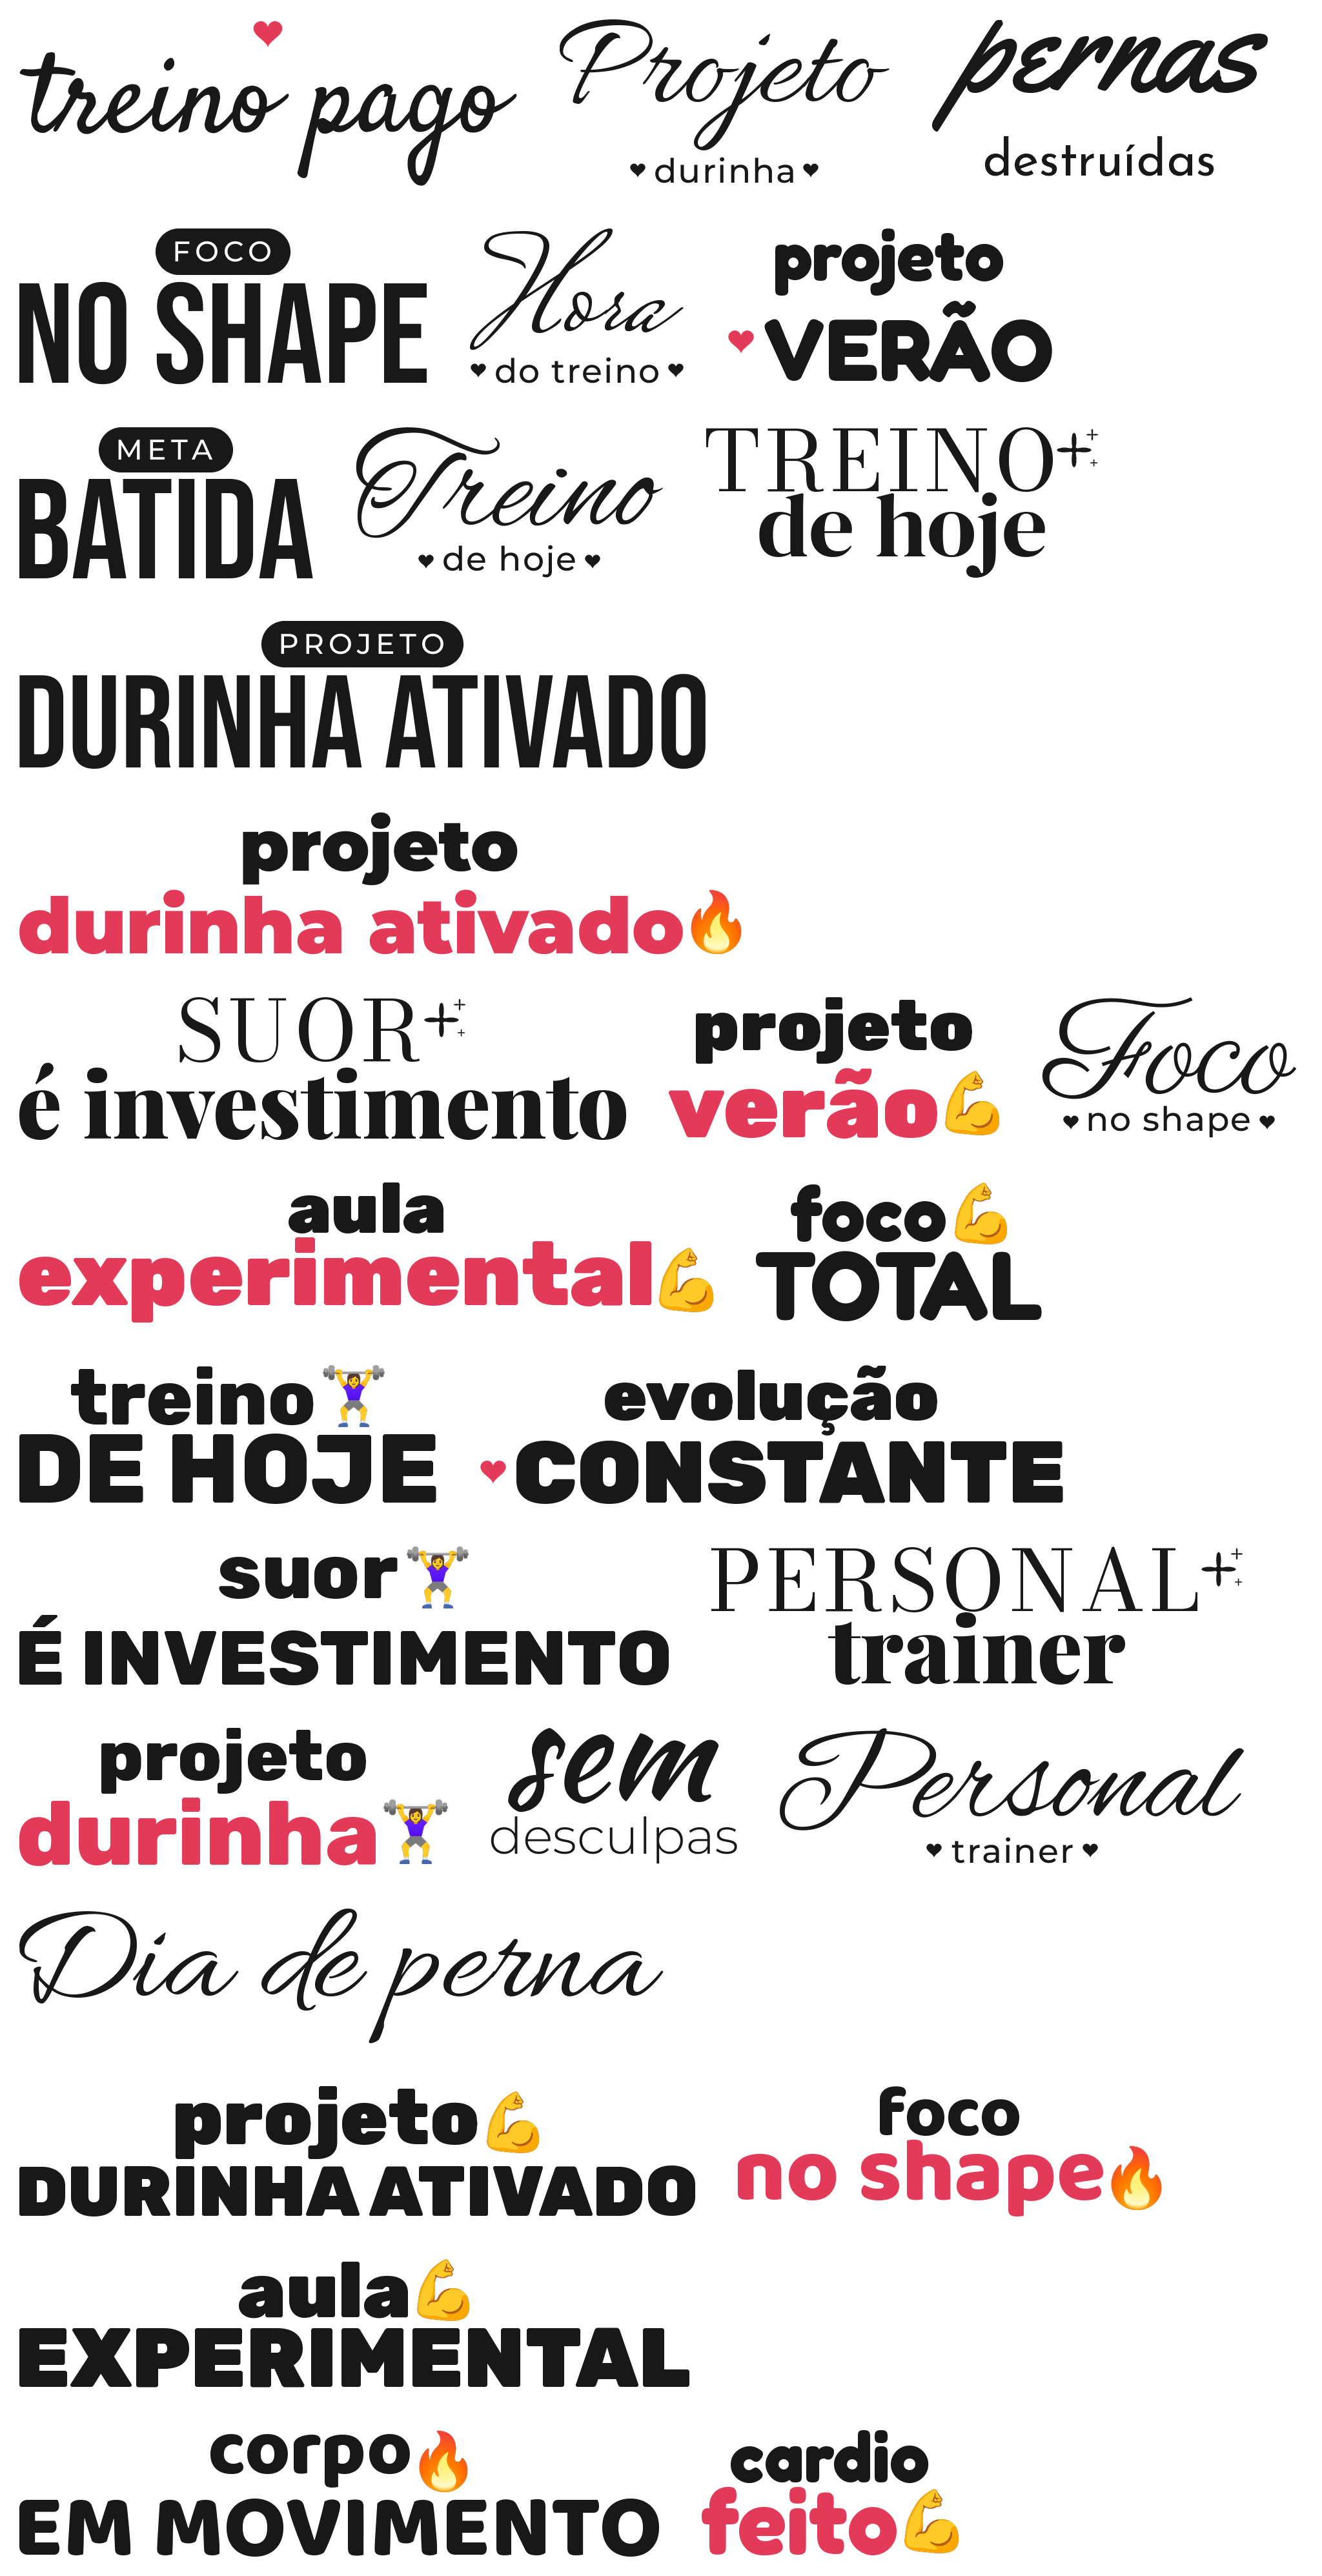 treino pago
Projeto
durinha
pernas
destruídas
FOCO
NO SHAPE
Hora
do treino
projeto
VERÃO
META
BATIDA
Treino
de hoje
TREINO
de hoje
PROJETO
DURINHA ATIVADO
projeto
durinha ativado
SUOR
é investimento
projeto
verão
Foco
no shape
aula
experimental
foco
TOTAL
treino
DE HOJE
evolução
CONSTANTE
suor
É INVESTIMENTO
PERSONAL
trainer
projeto
durinha
sem
desculpas
Personal
trainer
Dia de perna
projeto
DURINHA ATIVADO
foco
no shape
aula
EXPERIMENTAL
corpo
EM MOVIMENTO
cardio
feito